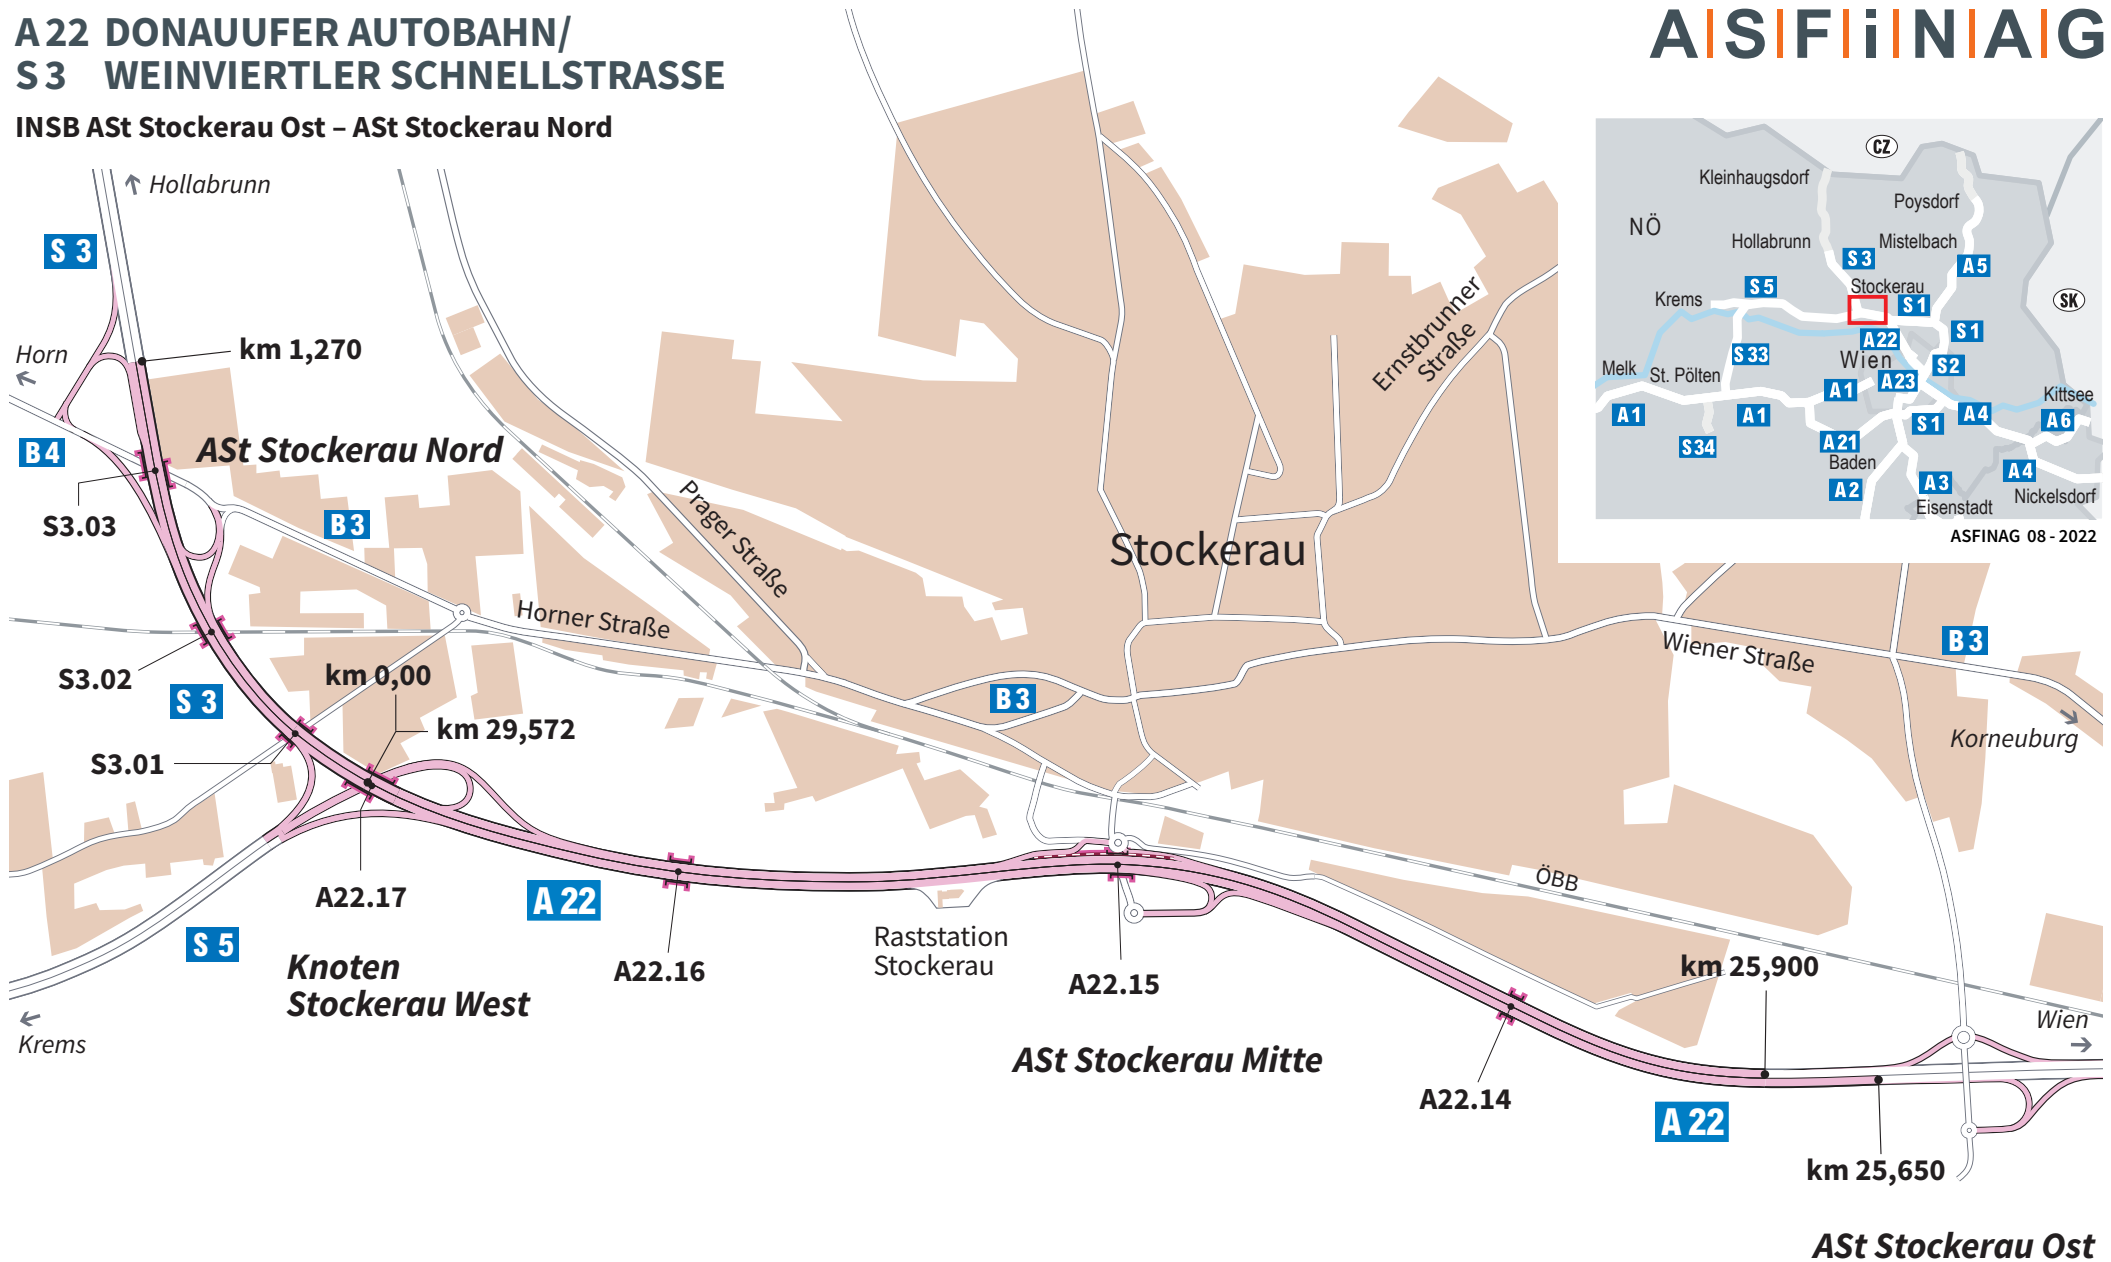 A 22 DONAUUFER AUTOBAHN/
S 3 WEINVIERTLER SCHNELLSTRASSE
INSB ASt Stockerau Ost – ASt Stockerau Nord
A|S|F|i|N|A|G
CZ
Kleinhaugsdorf
Poysdorf
NÖ
Hollabrunn
Mistelbach
S 3
A 5
Stockerau
S 5
Krems
S 1
SK
S 1
A 22
S 33
Wien
S 2
Melk
St. Pölten
A 1
A 23
Kittsee
A 1
A 1
S 1
A 4
A 6
S 34
A 21
Baden
A 4
A 2
A 3
Nickelsdorf
Eisenstadt
ASFINAG 08 - 2022
Hollabrunn
S 3
Horn
km 1,270
B 4
ASt Stockerau Nord
S3.03
B 3
Prager Straße
Ernstbrunner
Straße
Stockerau
Horner Straße
Wiener Straße
B 3
S3.02
km 0,00
S 3
B 3
km 29,572
Korneuburg
S3.01
A22.17
A 22
ÖBB
S 5
Raststation
Stockerau
Knoten
Stockerau West
A22.16
A22.15
km 25,900
Krems
Wien
ASt Stockerau Mitte
A22.14
A 22
km 25,650
ASt Stockerau Ost